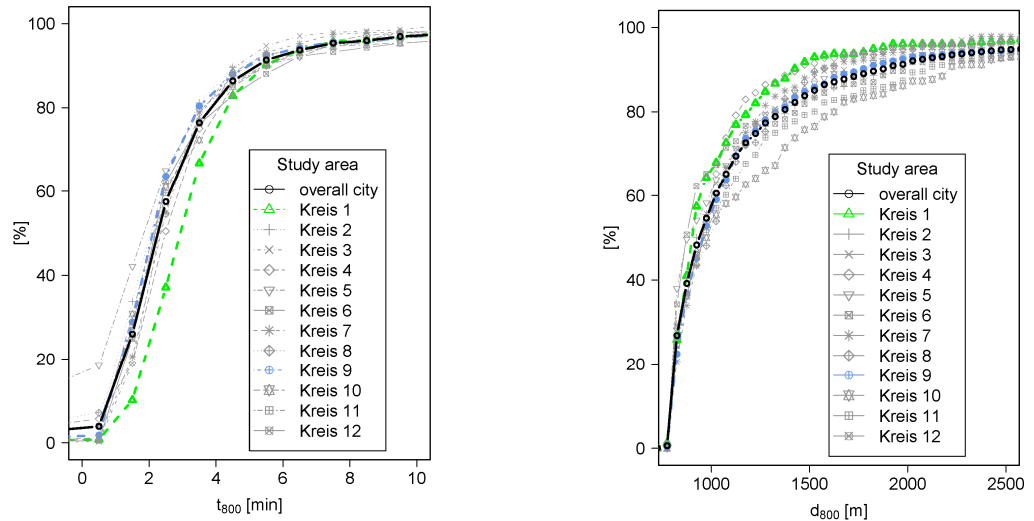 100
80
60
40
20
0
[%]
0 2 4 6 8 10
t800 [min]
Study area
overall city
Kreis 1
Kreis 2
Kreis 3
Kreis 4
Kreis 5
Kreis 6
Kreis 7
Kreis 8
Kreis 9
Kreis 10
Kreis 11
Kreis 12
100
80
60
40
20
0
[%]
1000 1500 2000 2500
d800 [m]
Study area
overall city
Kreis 1
Kreis 2
Kreis 3
Kreis 4
Kreis 5
Kreis 6
Kreis 7
Kreis 8
Kreis 9
Kreis 10
Kreis 11
Kreis 12